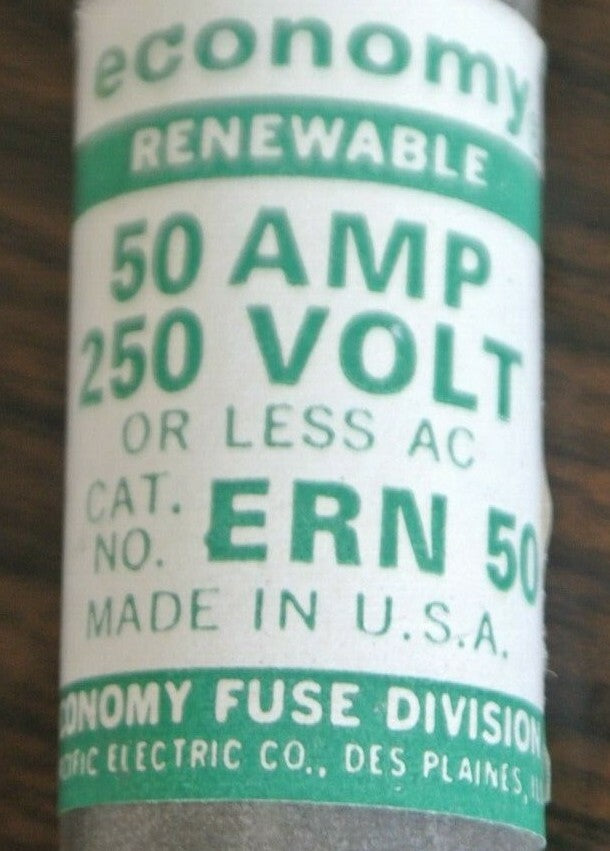 economy
RENEWABLE
50 AMP
250 VOLT
OR LESS AC
CAT. NO. ERN 50
MADE IN U.S.A.
ECONOMY FUSE DIVISION
ELECTRIC CO., DES PLAINES,